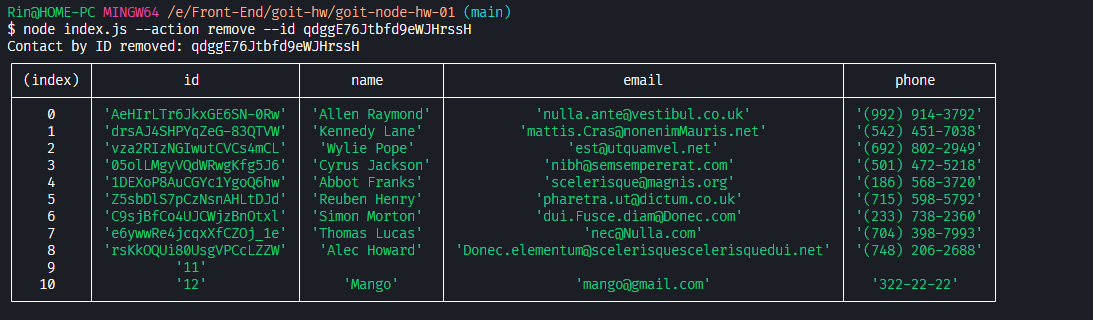 Rin@HOME-PC MINGW64 /e/Front-End/goit-hw/goit-node-hw-01 (main)
$ node index.js --action remove --id qdggE76Jtbfd9eWJHrssH
Contact by ID removed: qdggE76Jtbfd9eWJHrssH
(index) id name email phone
0 'AeHIrLTr6JkxGE6SN-0Rw' 'Allen Raymond' 'nulla.ante@vestibul.co.uk' '(992) 914-3792'
1 'drsAJ4SHPYqZeG-83QTVW' 'Kennedy Lane' 'mattis.Cras@nonenimMauris.net' '(542) 451-7038'
2 'vza2RIzNGIwutCVCs4mCL' 'Wylie Pope' 'est@utquamvel.net' '(692) 802-2949'
3 '05olLMgyVQdWRwgKfg5J6' 'Cyrus Jackson' 'nibh@semsempererat.com' '(501) 472-5218'
4 '1DEXoP8AuCGYc1YgoQ6hw' 'Abbot Franks' 'scelerisque@magnis.org' '(186) 568-3720'
5 'Z5sbDlS7pCzNsnAHLtDJd' 'Reuben Henry' 'pharetra.ut@dictum.co.uk' '(715) 598-5792'
6 'C9sjBfCo4UJCWjzBnOtxl' 'Simon Morton' 'dui.Fusce.diam@Donec.com' '(233) 738-2360'
7 'e6ywwRe4jcqxXfCZOj_1e' 'Thomas Lucas' 'nec@Nulla.com' '(704) 398-7993'
8 'rsKkOQUi80UsgVPCcLZZW' 'Alec Howard' 'Donec.elementum@scelerisquescelerisquedui.net' '(748) 206-2688'
9 '11'
10 '12' 'Mango' 'mango@gmail.com' '322-22-22'